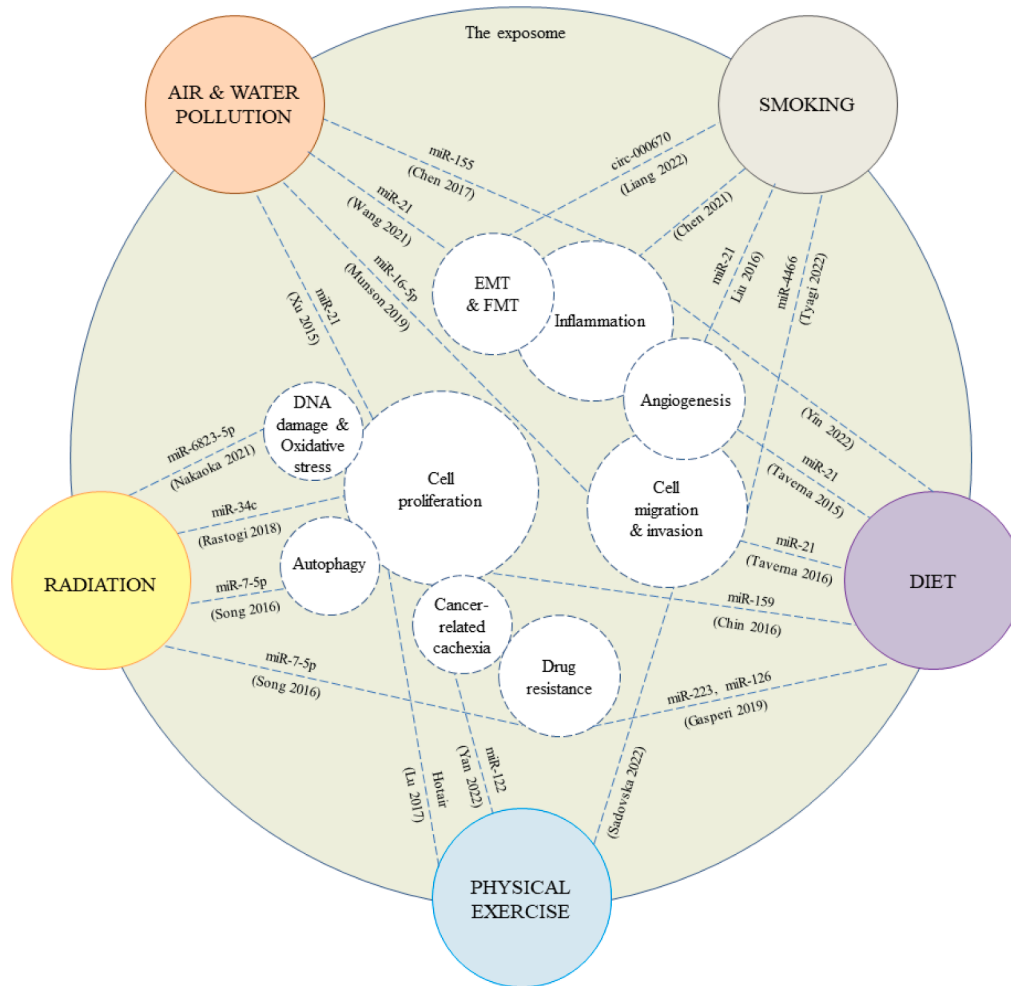 The exposome
AIR & WATER
POLLUTION
SMOKING
miR-155
(Chen 2017)
circ-000670
(Liang 2022)
miR-21
(Wang 2021)
(Chen 2021)
miR-16-5p
(Munson 2019)
miR-21
Liu 2016)
miR-4466
(Tyagi 2022)
miR-21
(Xu 2015)
EMT
& FMT
Inflammation
Angiogenesis
(Yin 2022)
DNA
damage &
Oxidative
stress
miR-6823-5p
(Nakaoka 2021)
Cell
proliferation
Cell
migration
& invasion
miR-21
(Taverna 2015)
miR-34c
(Rastogi 2018)
miR-21
(Taverna 2016)
RADIATION
Autophagy
DIET
miR-7-5p
(Song 2016)
miR-159
(Chin 2016)
Cancer-
related
cachexia
Drug
resistance
miR-7-5p
(Song 2016)
miR-223, miR-126
(Gasperi 2019)
Hotair
(Lu 2017)
miR-122
(Yan 2022)
(Sadovska 2022)
PHYSICAL
EXERCISE